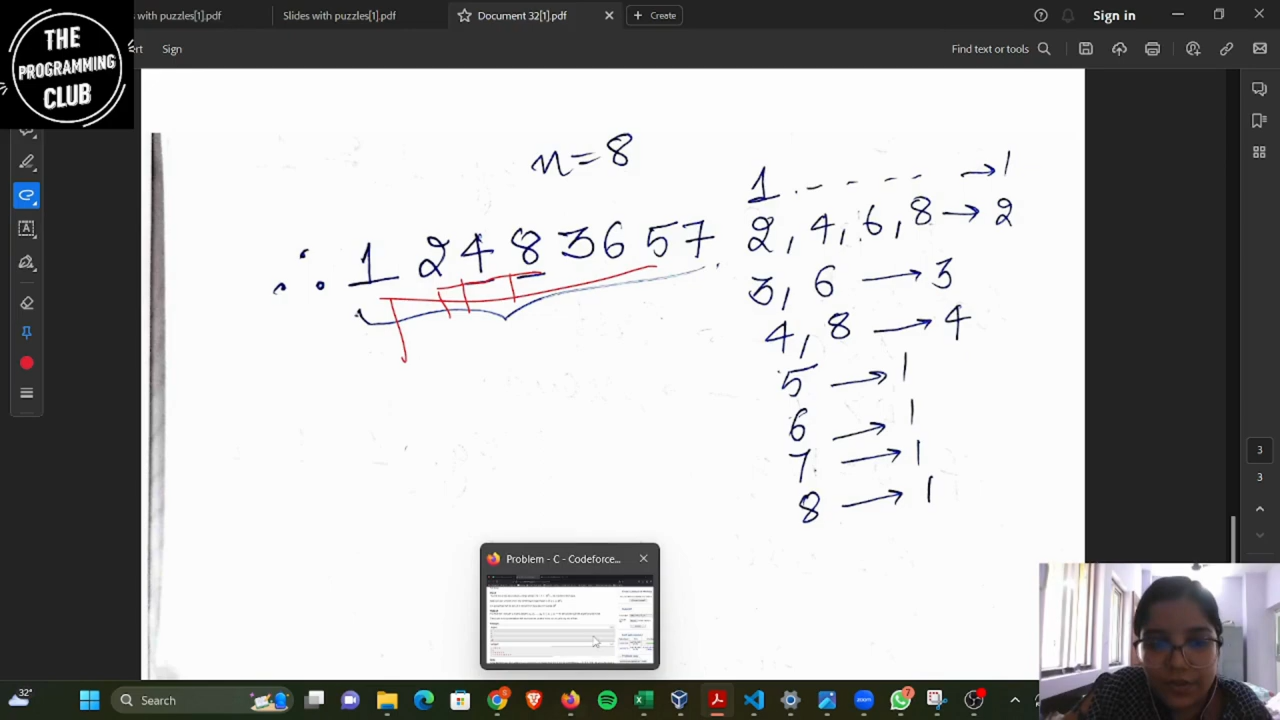 with puzzles[1].pdf
Slides with puzzles[1].pdf
Document 32[1].pdf
Create
Sign in
THE
PROGRAMMING
CLUB
Sign
Find text or tools
n=8
∴ 1 2 4 8 3 6 5 7
1 . - - - - → 1
2, 4, 6, 8 → 2
3, 6 → 3
4, 8 → 4
5 → 1
6 → 1
7 → 1
8 → 1
3
3
Problem - C - Codeforce...
32°
Search